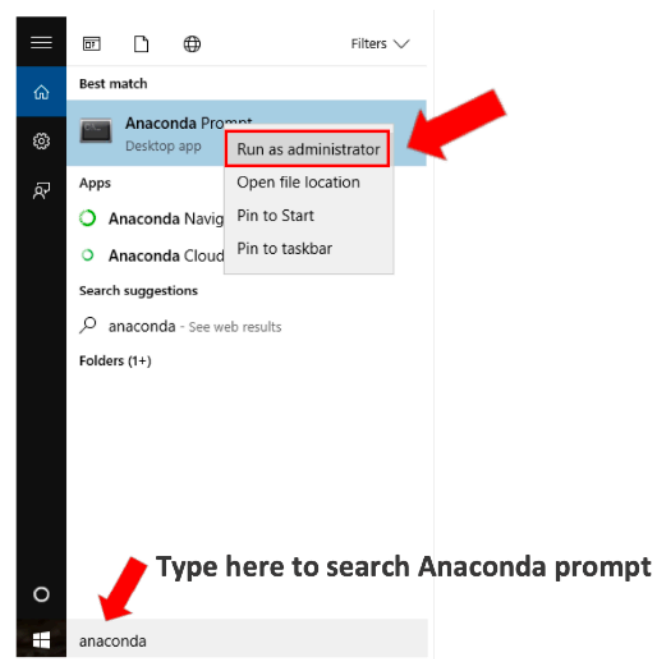 Filters
Best match
Anaconda Prompt
Desktop app
Run as administrator
Open file location
Pin to Start
Pin to taskbar
Apps
Anaconda Navig
Anaconda Cloud
Search suggestions
anaconda - See web results
Folders (1+)
Type here to search Anaconda prompt
anaconda